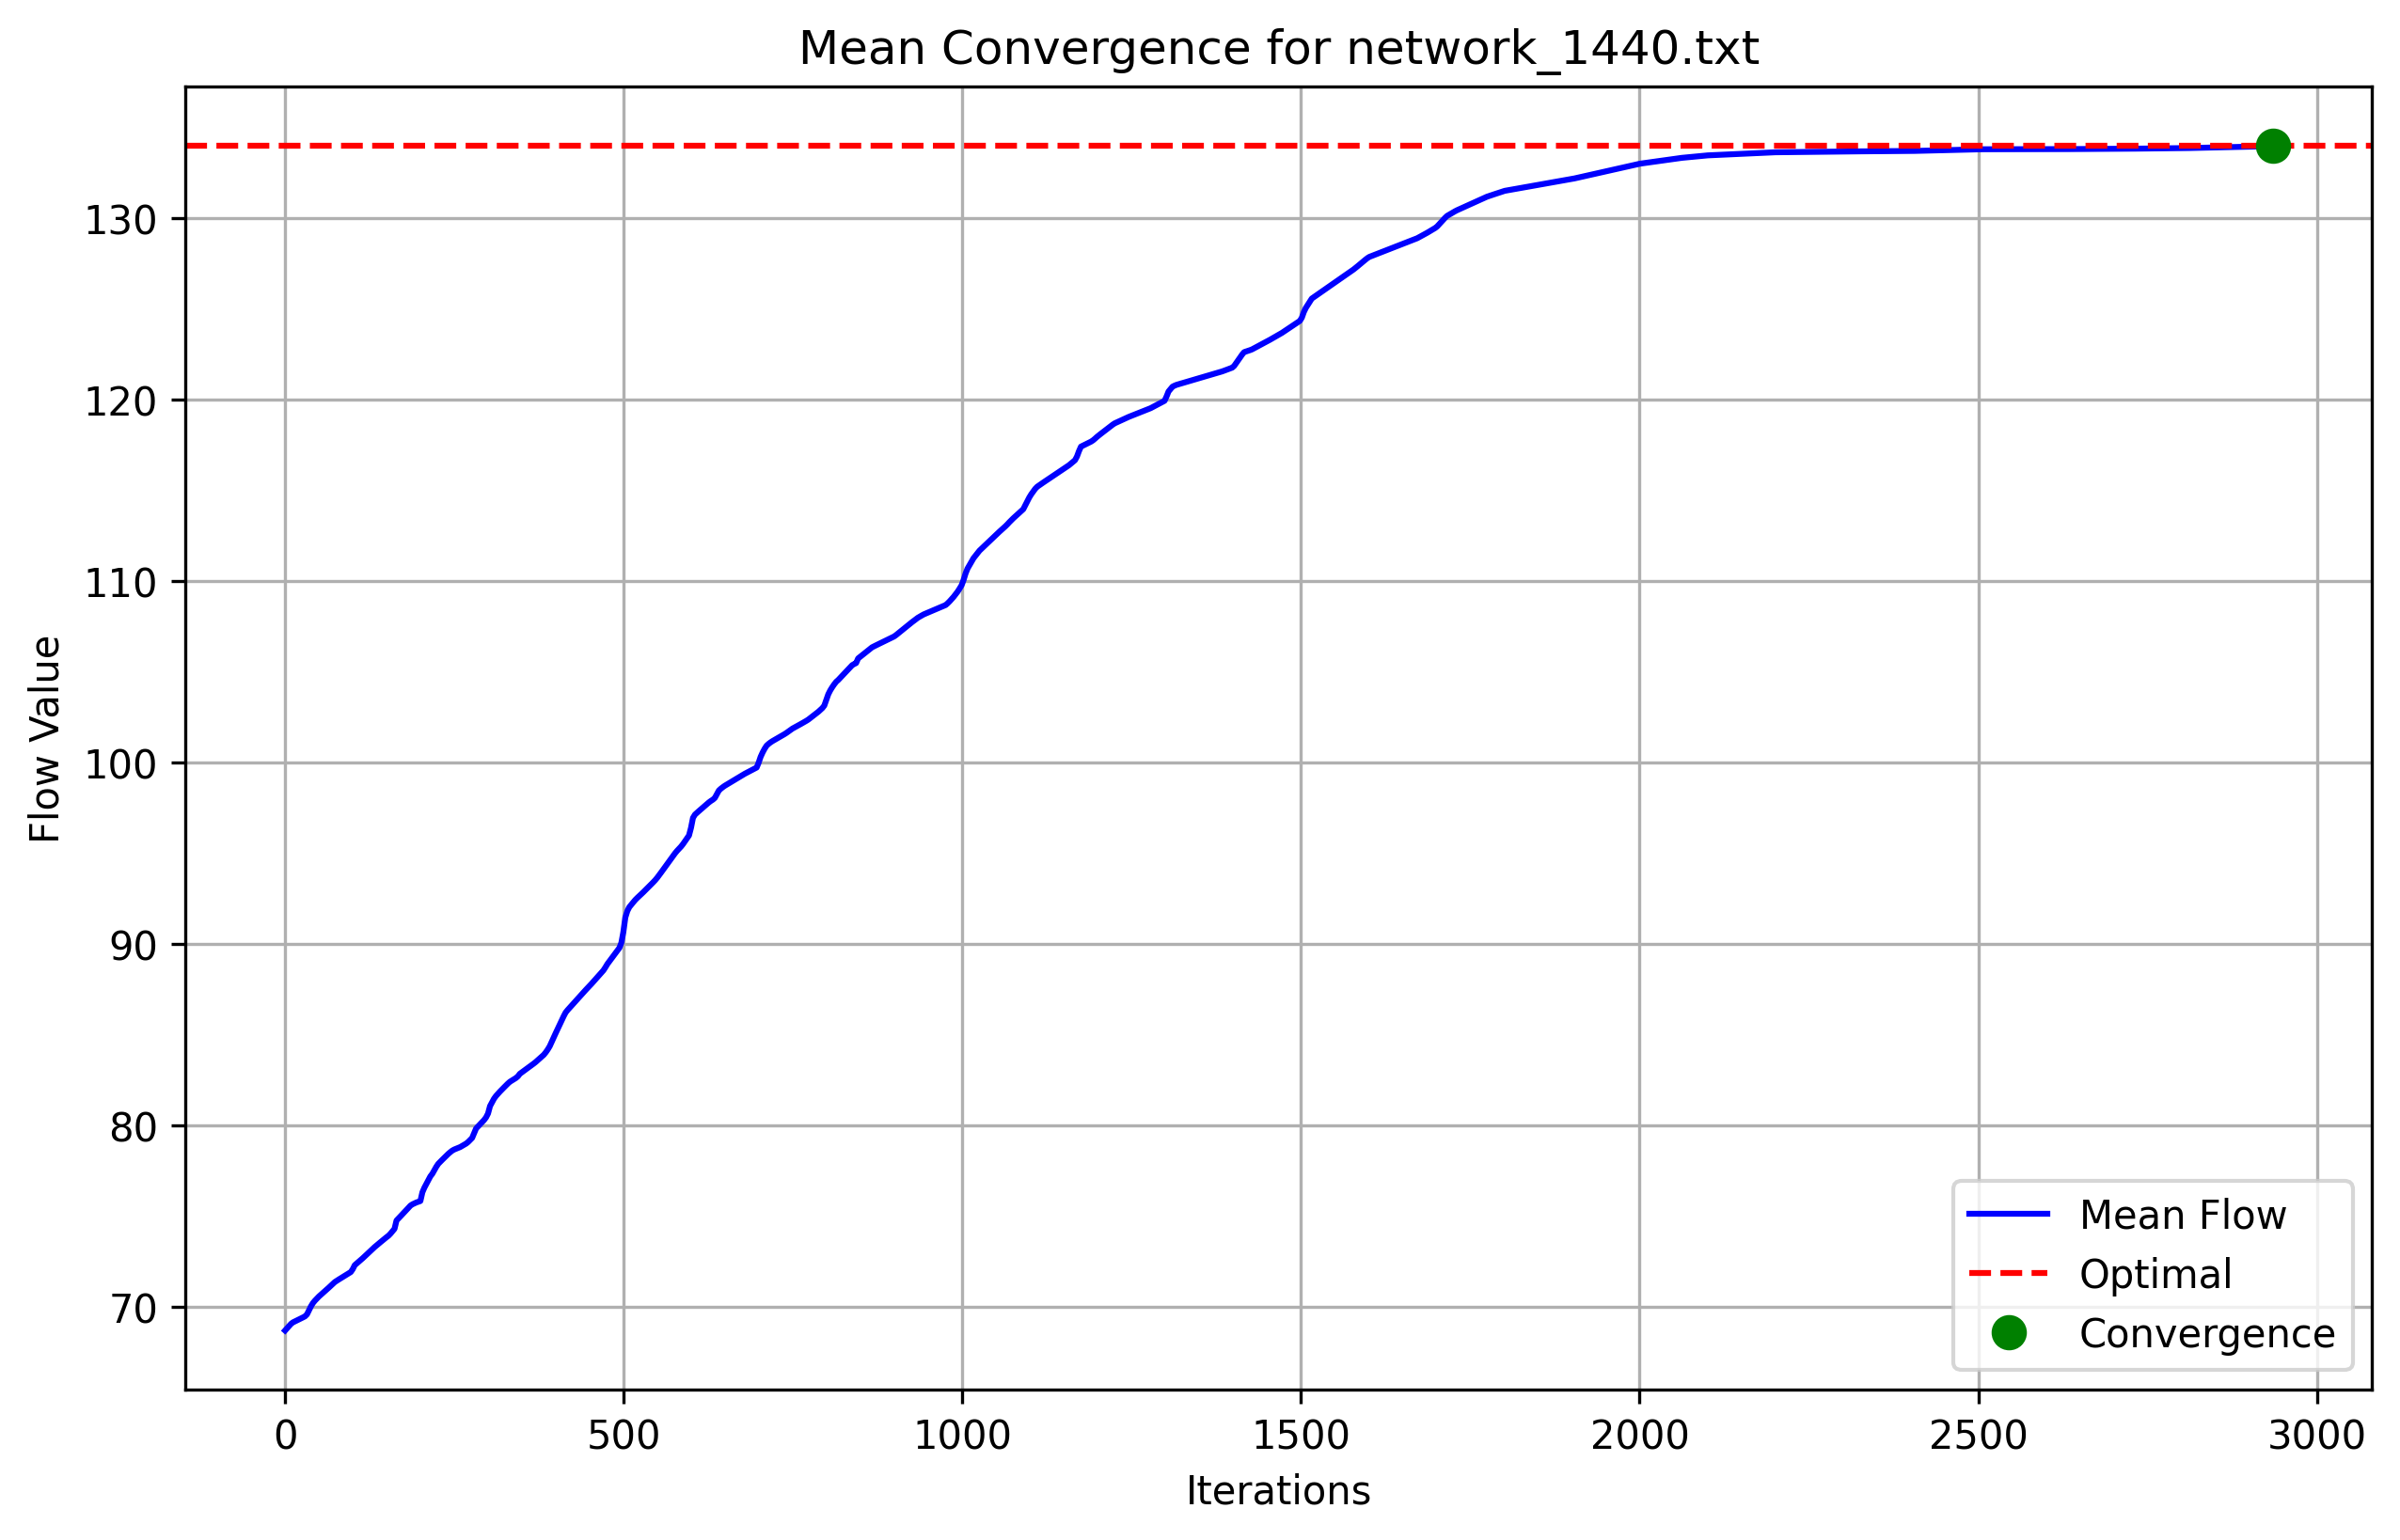 Mean Convergence for network_1440.txt
Flow Value
130
120
110
100
90
80
70
Mean Flow
Optimal
Convergence
0 500 1000 1500 2000 2500 3000
Iterations